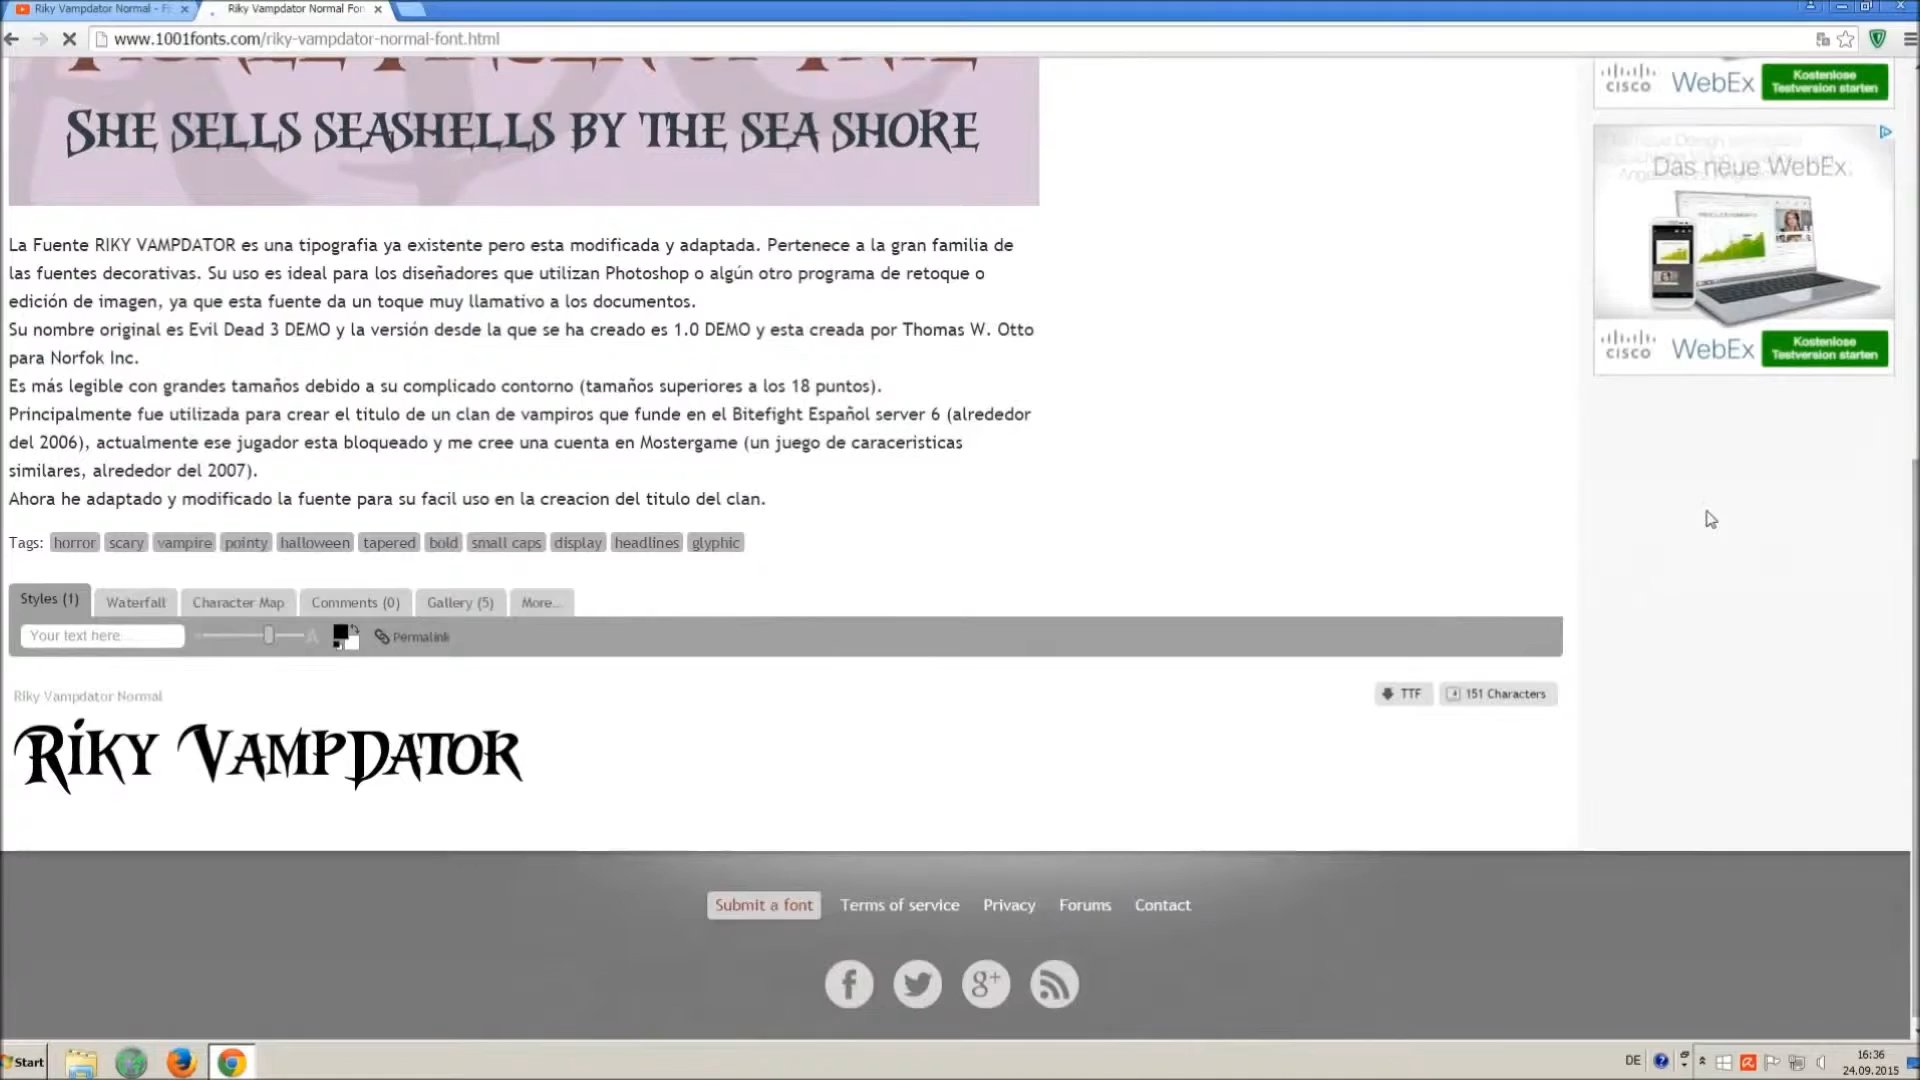 Riky Vampdator Normal -
Riky Vampdator Normal Fon
www.1001fonts.com/riky-vampdator-normal-font.html
SHE SELLS SEASHELLS BY THE SEA SHORE
La Fuente RIKY VAMPDATOR es una tipografia ya existente pero esta modificada y adaptada. Pertenece a la gran familia de
las fuentes decorativas. Su uso es ideal para los diseñadores que utilizan Photoshop o algún otro programa de retoque o
edición de imagen, ya que esta fuente da un toque muy llamativo a los documentos.
Su nombre original es Evil Dead 3 DEMO y la versión desde la que se ha creado es 1.0 DEMO y esta creada por Thomas W. Otto
para Norfok Inc.
Es más legible con grandes tamaños debido a su complicado contorno (tamaños superiores a los 18 puntos).
Principalmente fue utilizada para crear el titulo de un clan de vampiros que funde en el Bitefight Español server 6 (alrededor
del 2006), actualmente ese jugador esta bloqueado y me cree una cuenta en Mostergame (un juego de caraceristicas
similares, alrededor del 2007).
Ahora he adaptado y modificado la fuente para su facil uso en la creacion del titulo del clan.
Tags: horror scary vampire pointy halloween tapered bold small caps display headlines glyphic
Styles (1) Waterfall Character Map Comments (0) Gallery (5) More...
Your text here... A Permalink
Riky Vampdator Normal
TTF 151 Characters
RIKY VAMPDATOR
CISCO WebEx Kostenlose
Testversion starten
Das neue WebEx.
CISCO WebEx Kostenlose
Testversion starten
Submit a font Terms of service Privacy Forums Contact
f g+
Start
DE
16:36
24.09.2015